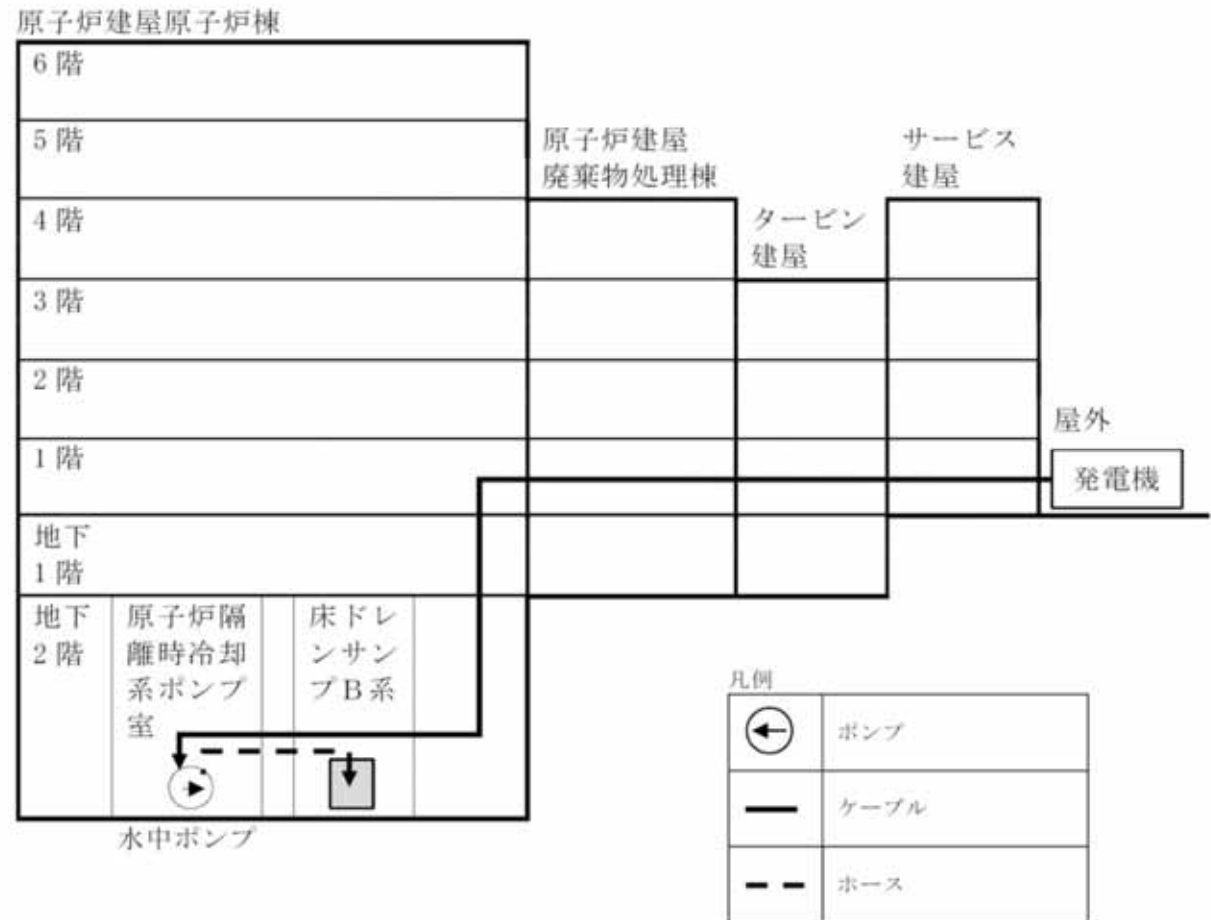 原子炉建屋原子炉棟
6階
5階
原子炉建屋
廃棄物処理棟
サービス
建屋
4階
タービン
建屋
3階
2階
屋外
1階
発電機
地下
1階
地下
2階
原子炉隔
離時冷却
系ポンプ
室
床ドレ
ンサン
プB系
水中ポンプ
凡例
ポンプ
ケーブル
ホース